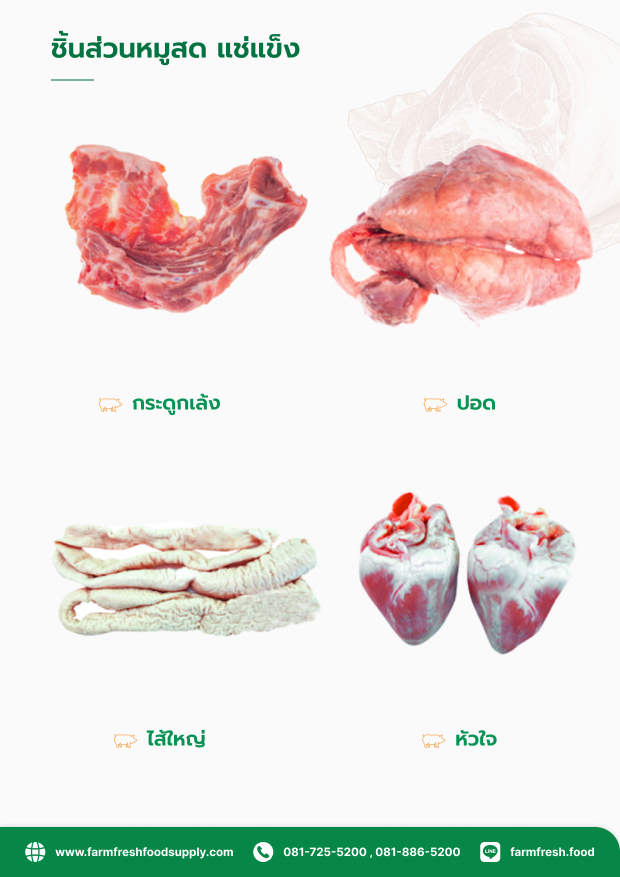 ชิ้นส่วนหมูสด แช่แข็ง
กระดูกเล้ง
ปอด
ไส้ใหญ่
หัวใจ
www.farmfreshfoodsupply.com
081-725-5200 , 081-886-5200
LINE
farmfresh.food